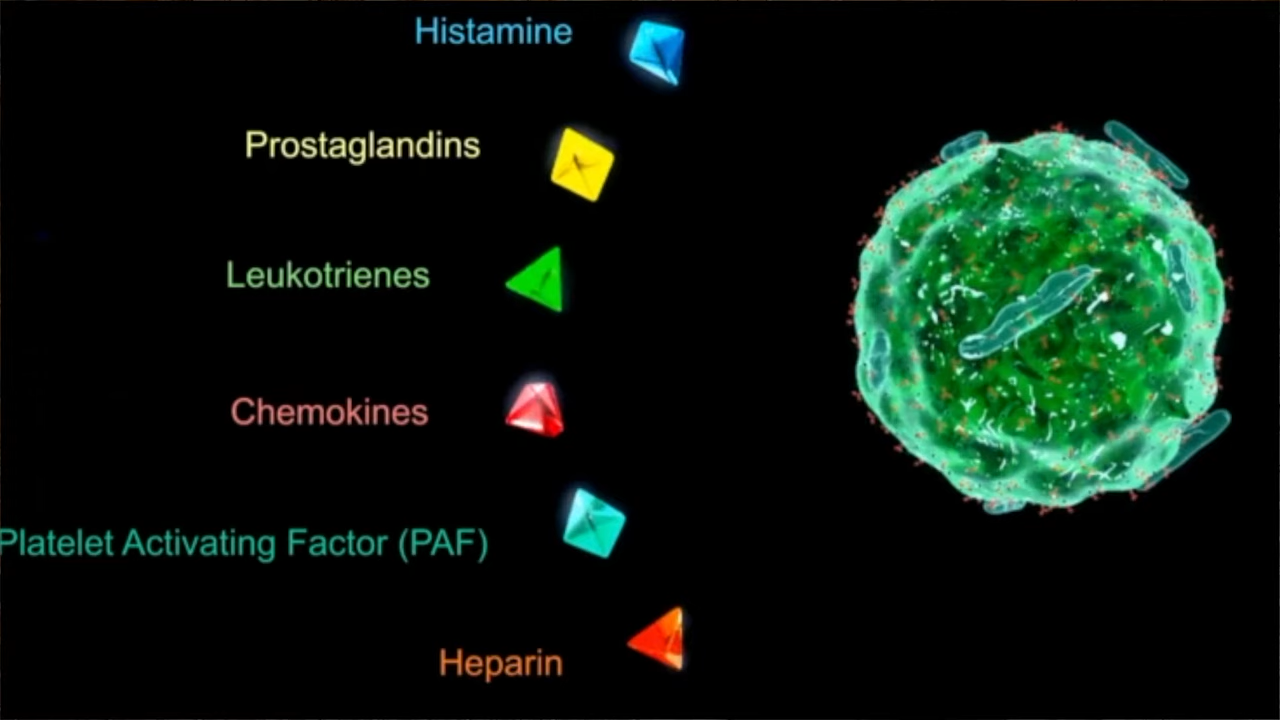 Histamine
Prostaglandins
Leukotrienes
Chemokines
Platelet Activating Factor (PAF)
Heparin